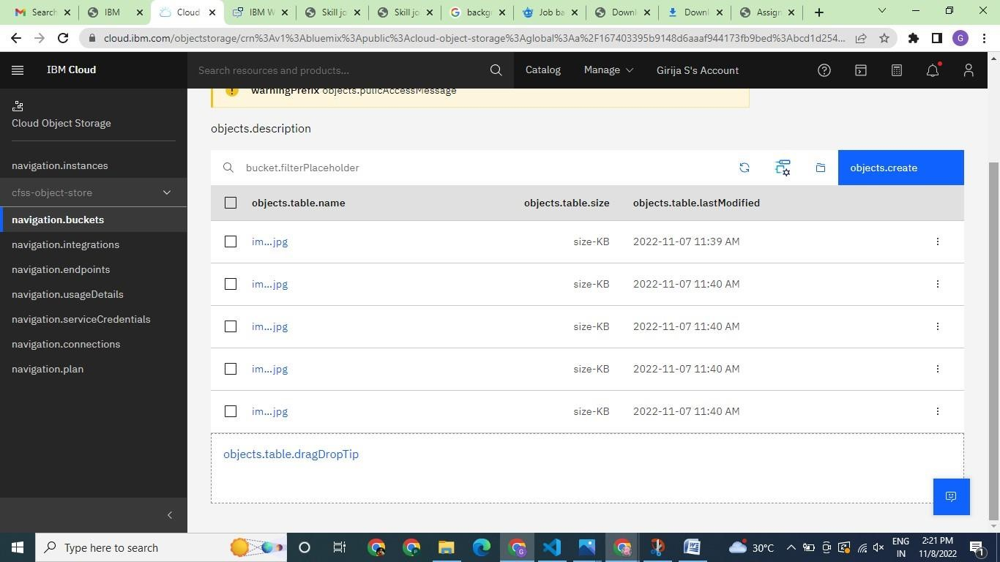 Search
IBM
Cloud
IBM W
Skill jo
Skill jo
backg
Job ba
Downl
Downl
Assign
cloud.ibm.com/objectstorage/crn%3Av1%3Abluemix%3Apublic%3Acloud-object-storage%3Aglobal%3Aa%2F167403395b9148d6aaaf944173fb9bed%3Abcd1d254...
G
IBM Cloud
Search resources and products...
Catalog
Manage
Girija S's Account
Cloud Object Storage
navigation.instances
cfss-object-store
navigation.buckets
navigation.integrations
navigation.endpoints
navigation.usageDetails
navigation.serviceCredentials
navigation.connections
navigation.plan
warningPrefix objects.publicAccessMessage
objects.description
bucket.filterPlaceholder
objects.create
objects.table.name objects.table.size objects.table.lastModified
im...jpg size-KB 2022-11-07 11:39 AM
im...jpg size-KB 2022-11-07 11:40 AM
im...jpg size-KB 2022-11-07 11:40 AM
im...jpg size-KB 2022-11-07 11:40 AM
im...jpg size-KB 2022-11-07 11:40 AM
objects.table.dragDropTip
Type here to search
30°C
ENG
IN
2:21 PM
11/8/2022
1